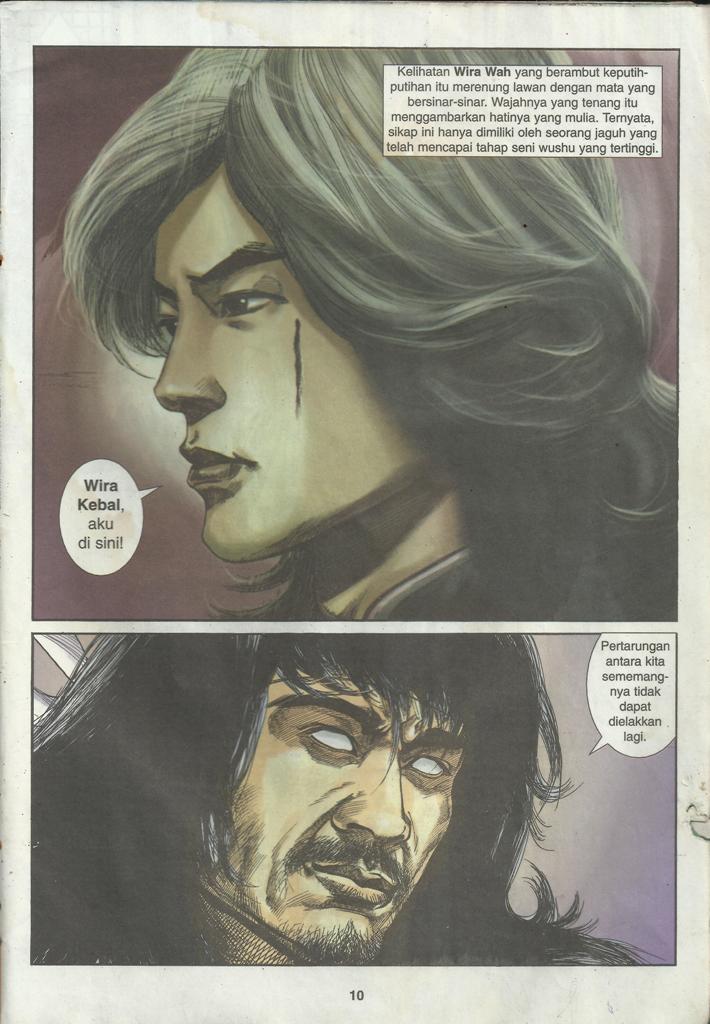 Kelihatan Wira Wah yang berambut keputih-
putihan itu merenung lawan dengan mata yang
bersinar-sinar. Wajahnya yang tenang itu
menggambarkan hatinya yang mulia. Ternyata,
sikap ini hanya dimiliki oleh seorang jaguh yang
telah mencapai tahap seni wushu yang tertinggi.
Wira
Kebal,
aku
di sini!
Pertarungan
antara kita
sememang-
nya tidak
dapat
dielakkan
lagi.
10